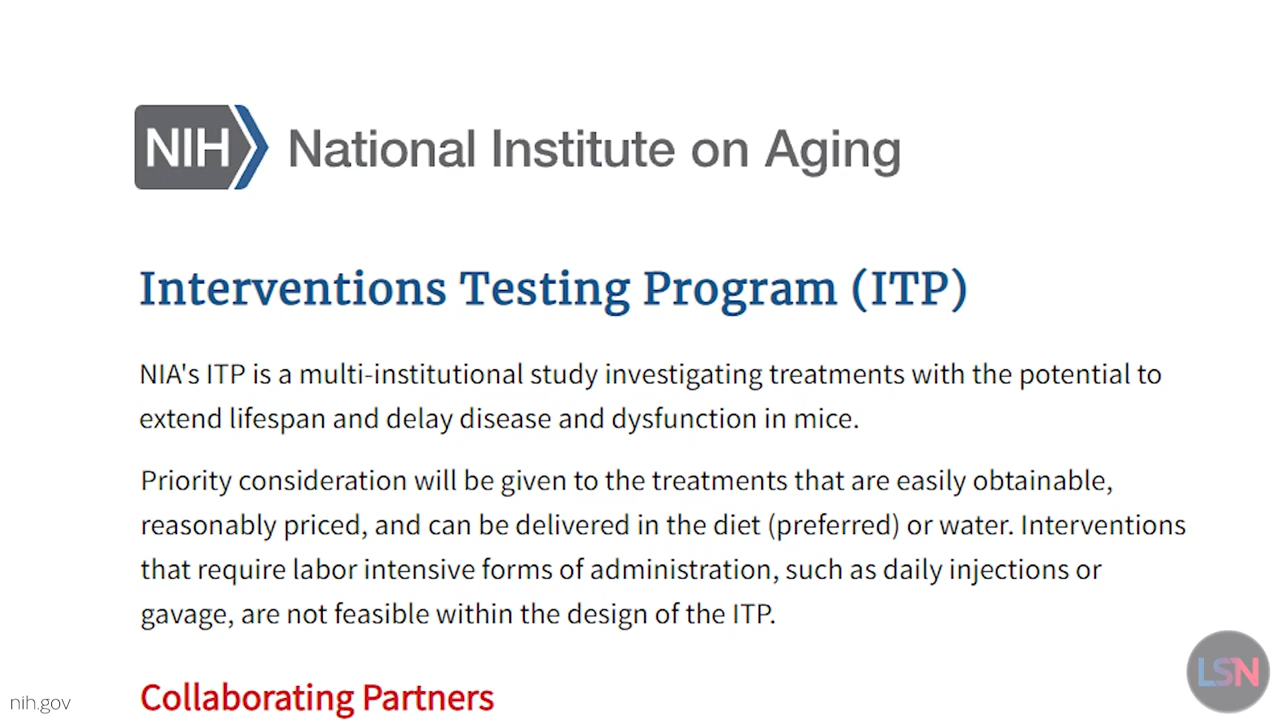 NIH National Institute on Aging
Interventions Testing Program (ITP)
NIA's ITP is a multi-institutional study investigating treatments with the potential to
extend lifespan and delay disease and dysfunction in mice.
Priority consideration will be given to the treatments that are easily obtainable,
reasonably priced, and can be delivered in the diet (preferred) or water. Interventions
that require labor intensive forms of administration, such as daily injections or
gavage, are not feasible within the design of the ITP.
Collaborating Partners
nih.gov
LSN